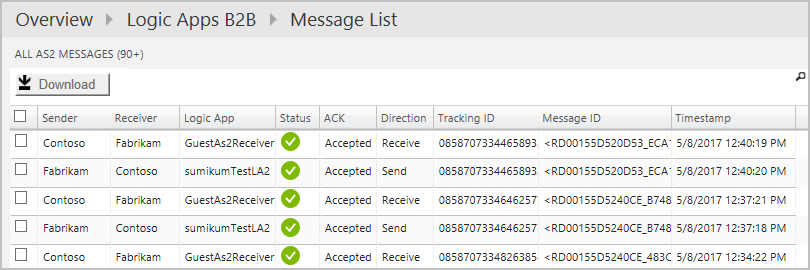 Overview Logic Apps B2B Message List
ALL AS2 MESSAGES (90+)
Download
Sender Receiver Logic App Status ACK Direction Tracking ID Message ID Timestamp
Contoso Fabrikam GuestAs2Receiver Accepted Receive 0858707334465893 <RD00155D520D53_ECA1 5/8/2017 12:40:19 PM
Fabrikam Contoso sumikumTestLA2 Accepted Send 0858707334465893 <RD00155D520D53_ECA1 5/8/2017 12:40:20 PM
Contoso Fabrikam GuestAs2Receiver Accepted Receive 0858707334646257 <RD00155D5240CE_B748 5/8/2017 12:37:21 PM
Fabrikam Contoso sumikumTestLA2 Accepted Send 0858707334646257 <RD00155D5240CE_B748 5/8/2017 12:37:18 PM
Contoso Fabrikam GuestAs2Receiver Accepted Receive 0858707334826385 <RD00155D5240CE_483C 5/8/2017 12:34:22 PM